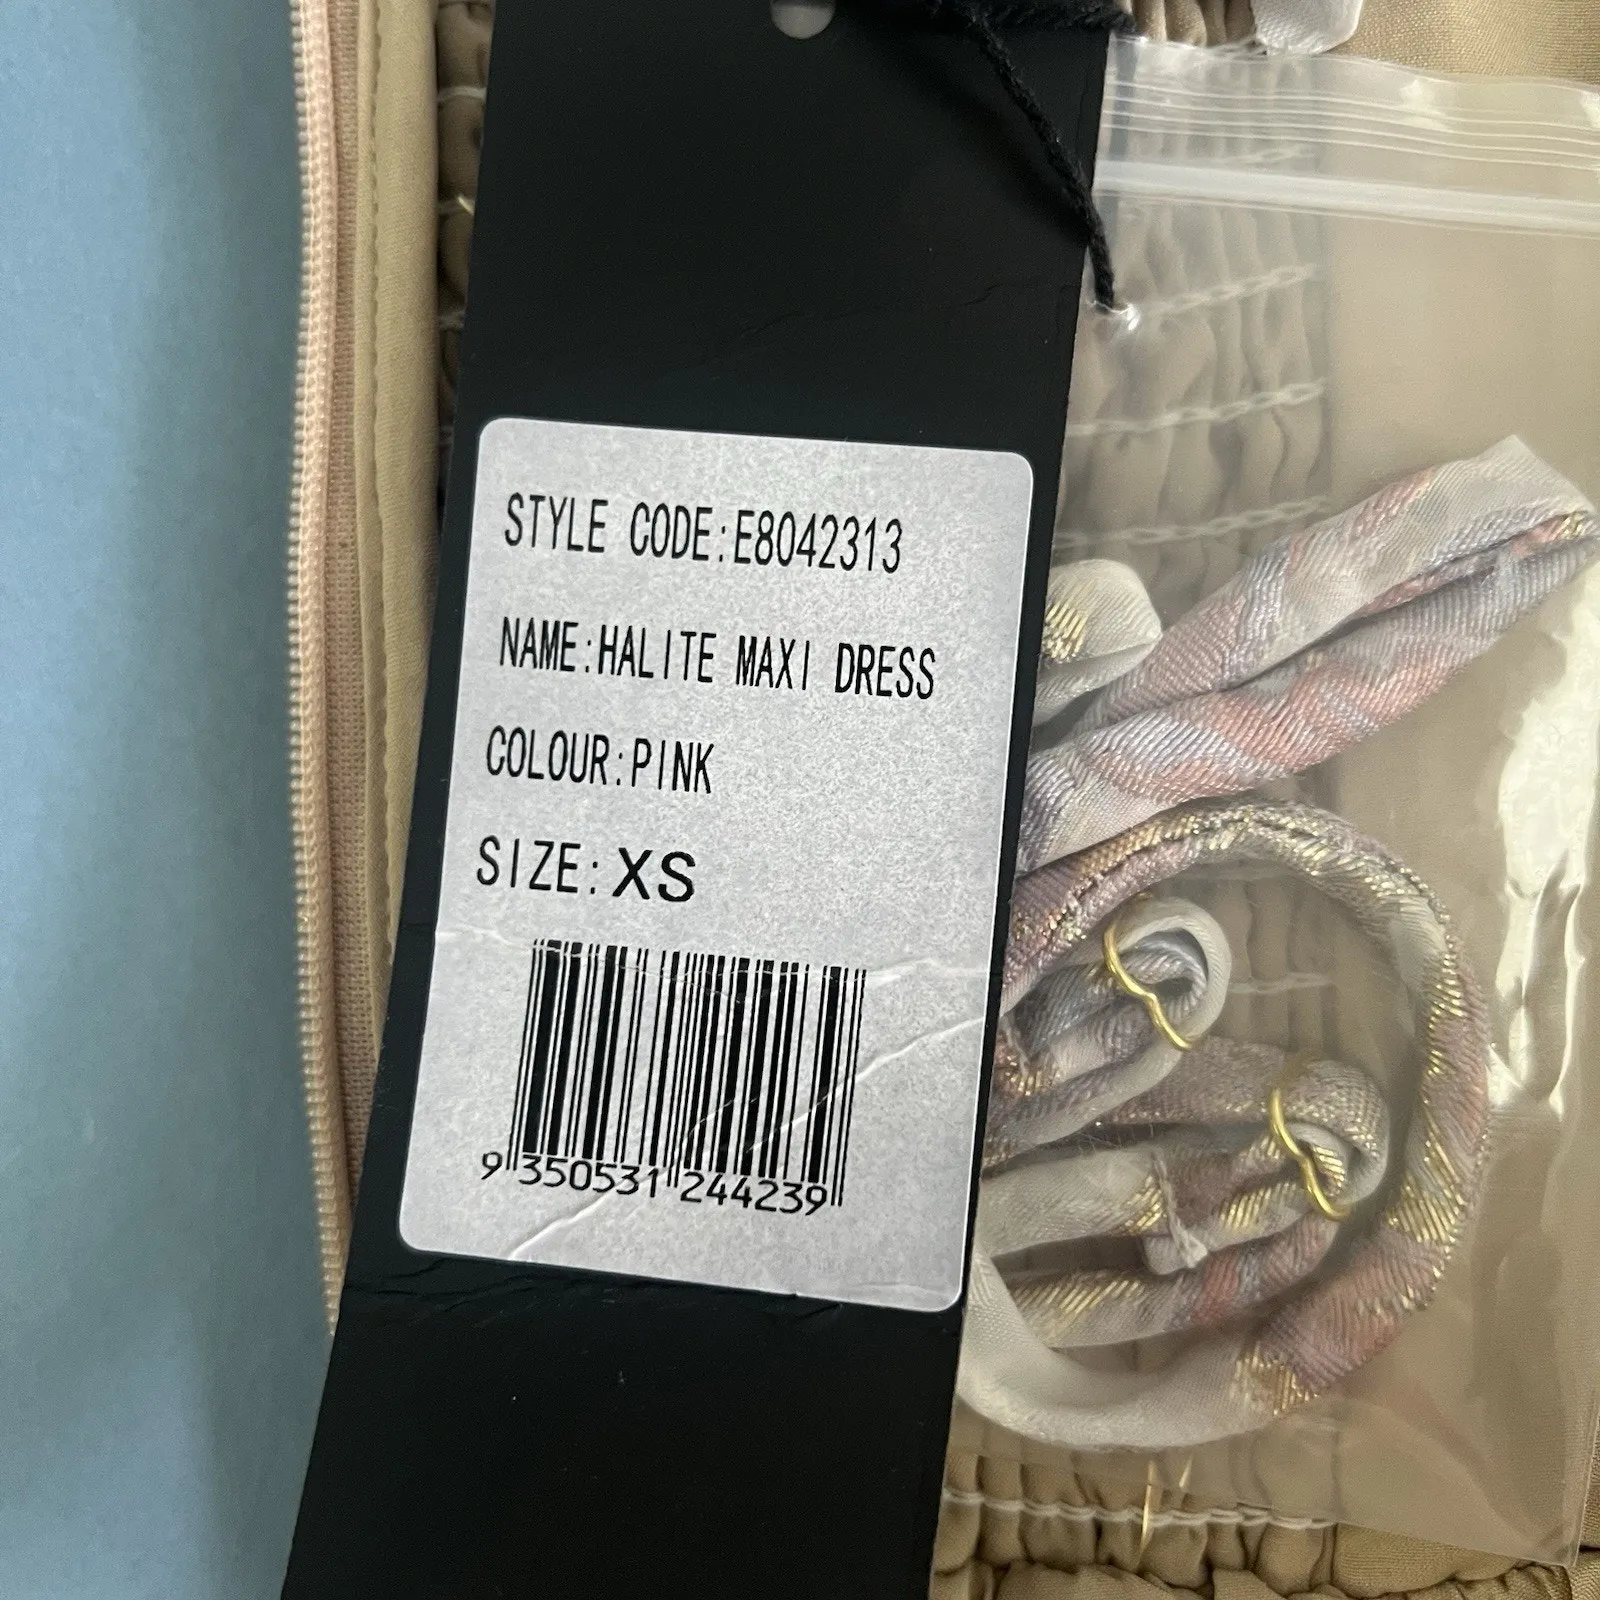 STYLE CODE:E8042313
NAME:HALITE MAXI DRESS
COLOUR:PINK
SIZE: XS
9 350531 244239